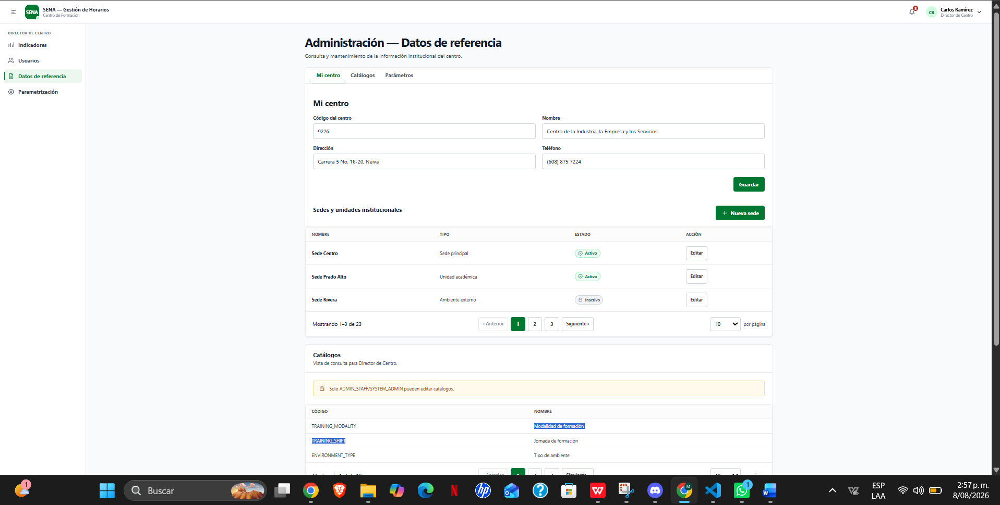 SENA
SENA — Gestión de Horarios
Centro de Formación
3
CR
Carlos Ramírez
Director de Centro
DIRECTOR DE CENTRO
Indicadores
Usuarios
Datos de referencia
Parametrización
Administración — Datos de referencia
Consulta y mantenimiento de la información institucional del centro.
Mi centro Catálogos Parámetros
Mi centro
Código del centro Nombre
9226 Centro de la Industria, la Empresa y los Servicios
Dirección Teléfono
Carrera 5 No. 16-20, Neiva (608) 875 7224
Guardar
Sedes y unidades institucionales
+ Nueva sede
NOMBRE TIPO ESTADO ACCIÓN
Sede Centro Sede principal Activo Editar
Sede Prado Alto Unidad académica Activo Editar
Sede Rivera Ambiente externo Inactivo Editar
Mostrando 1–3 de 23 ‹ Anterior 1 2 3 Siguiente › 10 por página
Catálogos
Vista de consulta para Director de Centro.
Solo ADMIN_STAFF/SYSTEM_ADMIN pueden editar catálogos.
CÓDIGO NOMBRE
TRAINING_MODALITY Modalidad de formación
TRAINING_SHIFT Jornada de formación
ENVIRONMENT_TYPE Tipo de ambiente
1
Buscar
N
hp
?
W
M
1
W
ESP
LAA
2:57 p. m.
8/08/2026